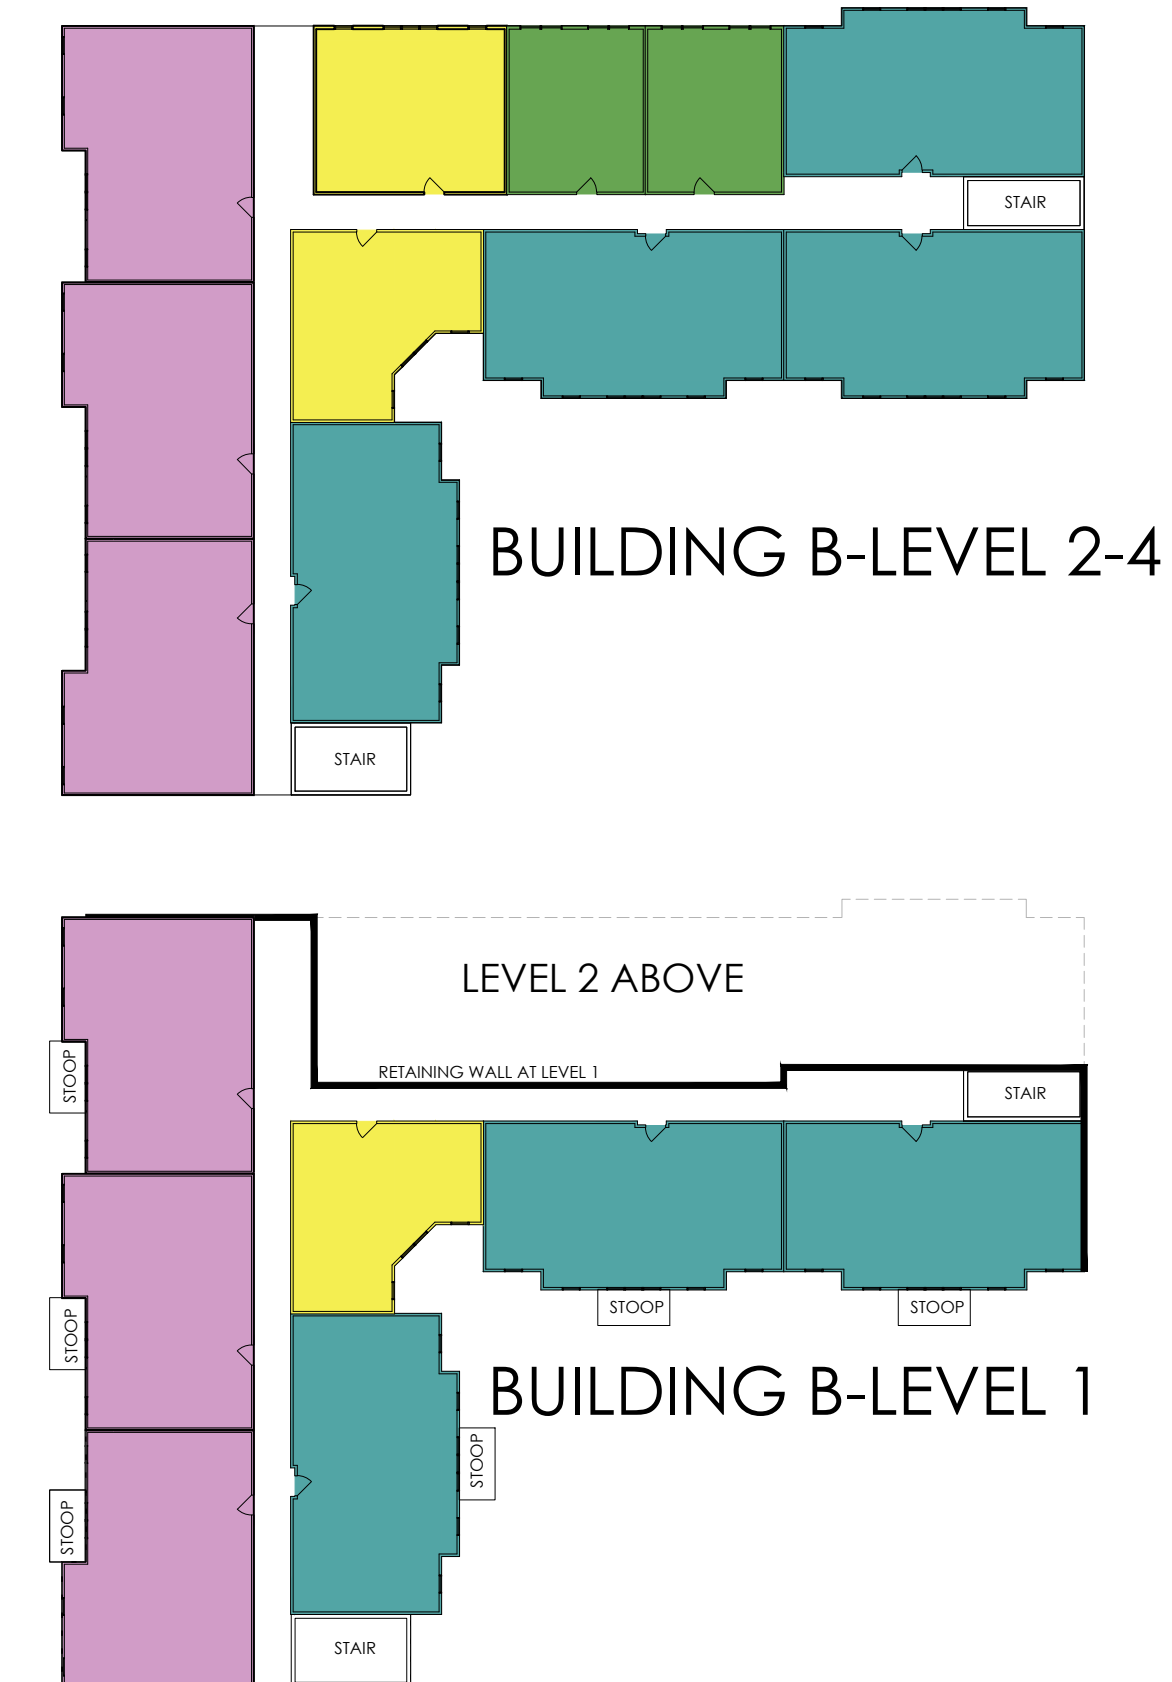 STAIR
BUILDING B-LEVEL 2-4
STAIR
LEVEL 2 ABOVE
RETAINING WALL AT LEVEL 1
STOOP
STAIR
STOOP
STOOP
STOOP
BUILDING B-LEVEL 1
STOOP
STOOP
STAIR